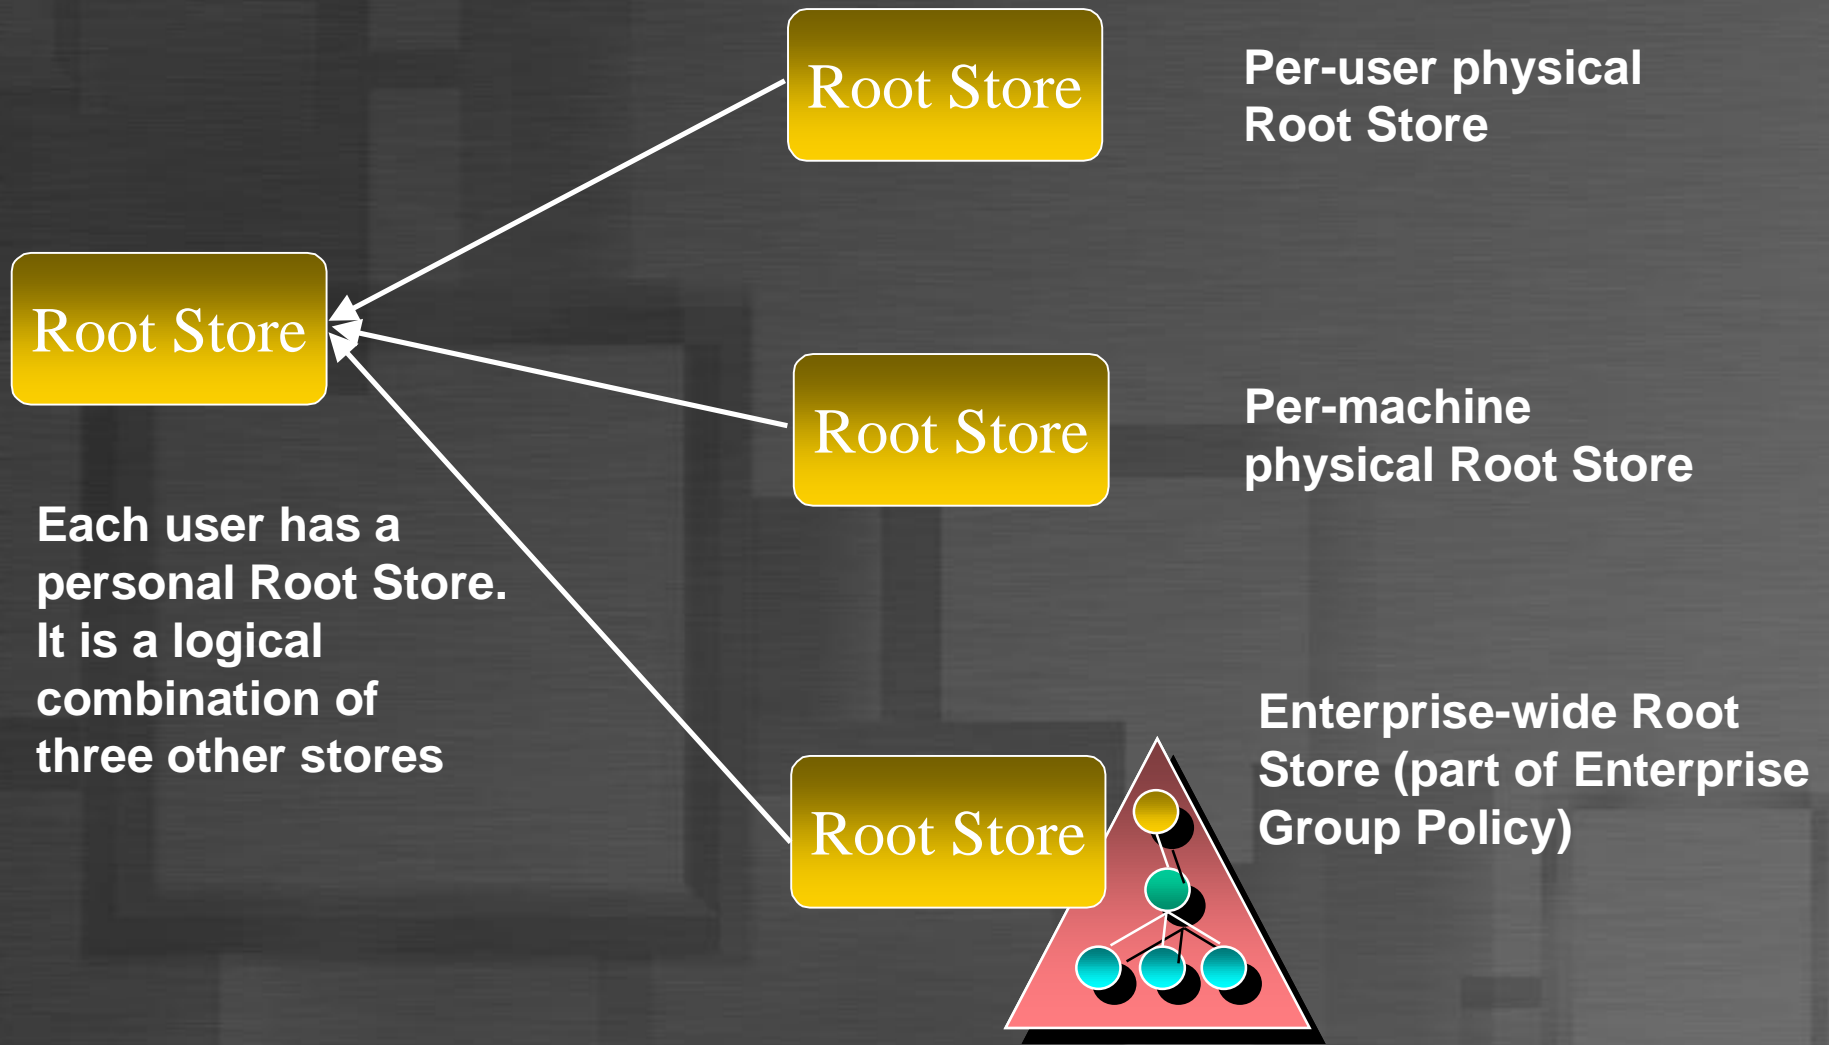 Root Store
Per-user physical
Root Store
Root Store
Root Store
Per-machine
physical Root Store
Each user has a
personal Root Store.
It is a logical
combination of
three other stores
Root Store
Enterprise-wide Root
Store (part of Enterprise
Group Policy)